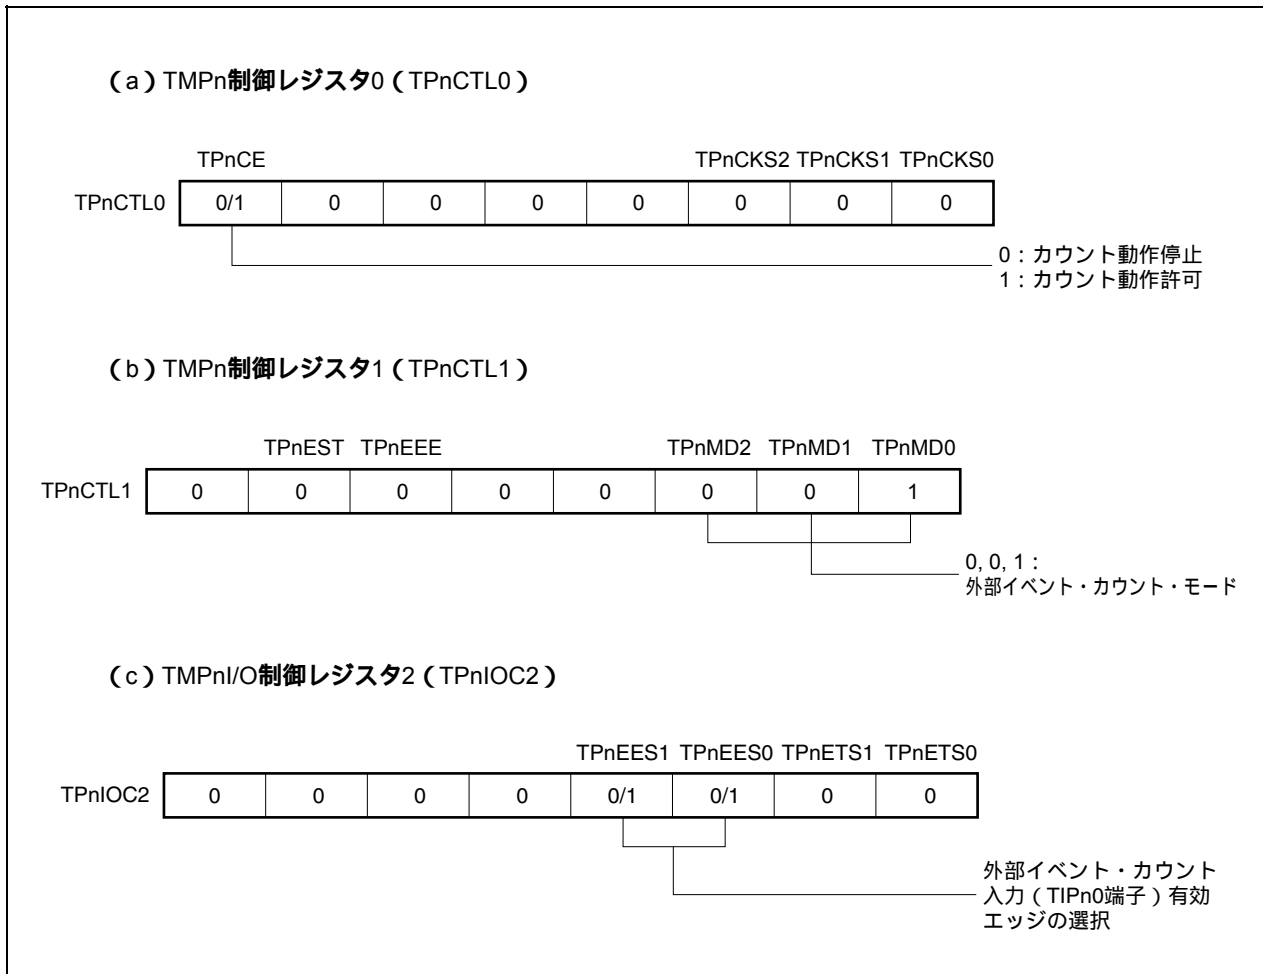 (a) TMPn制御レジスタ0(TPnCTL0)
TPnCE TPnCKS2 TPnCKS1 TPnCKS0
TPnCTL0 0/1 0 0 0 0 0 0 0
0：カウント動作停止
1：カウント動作許可
(b) TMPn制御レジスタ1(TPnCTL1)
TPnEST TPnEEE TPnMD2 TPnMD1 TPnMD0
TPnCTL1 0 0 0 0 0 0 0 1
0, 0, 1：
外部イベント・カウント・モード
(c) TMPnI/O制御レジスタ2(TPnIOC2)
TPnEES1 TPnEES0 TPnETS1 TPnETS0
TPnIOC2 0 0 0 0 0/1 0/1 0 0
外部イベント・カウント
入力(TIPn0端子)有効
エッジの選択